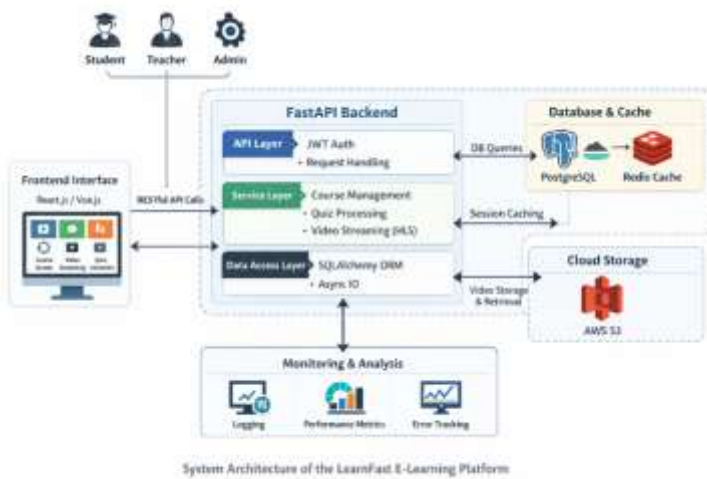 Student Teacher Admin
FastAPI Backend
API Layer
JWT Auth
• Request Handling
Service Layer
Course Management
• Quiz Processing
• Video Streaming (HLS)
Data Access Layer
SQLAlchemy ORM
• Async IO
Frontend Interface
React.js / Vue.js
RESTful API Calls
DB Queries
Session Caching
Video Storage
& Retrieval
Database & Cache
PostgreSQL
Redis Cache
Cloud Storage
AWS S3
Monitoring & Analysis
Logging
Performance Metrics
Error Tracking
System Architecture of the LearnFast E-Learning Platform